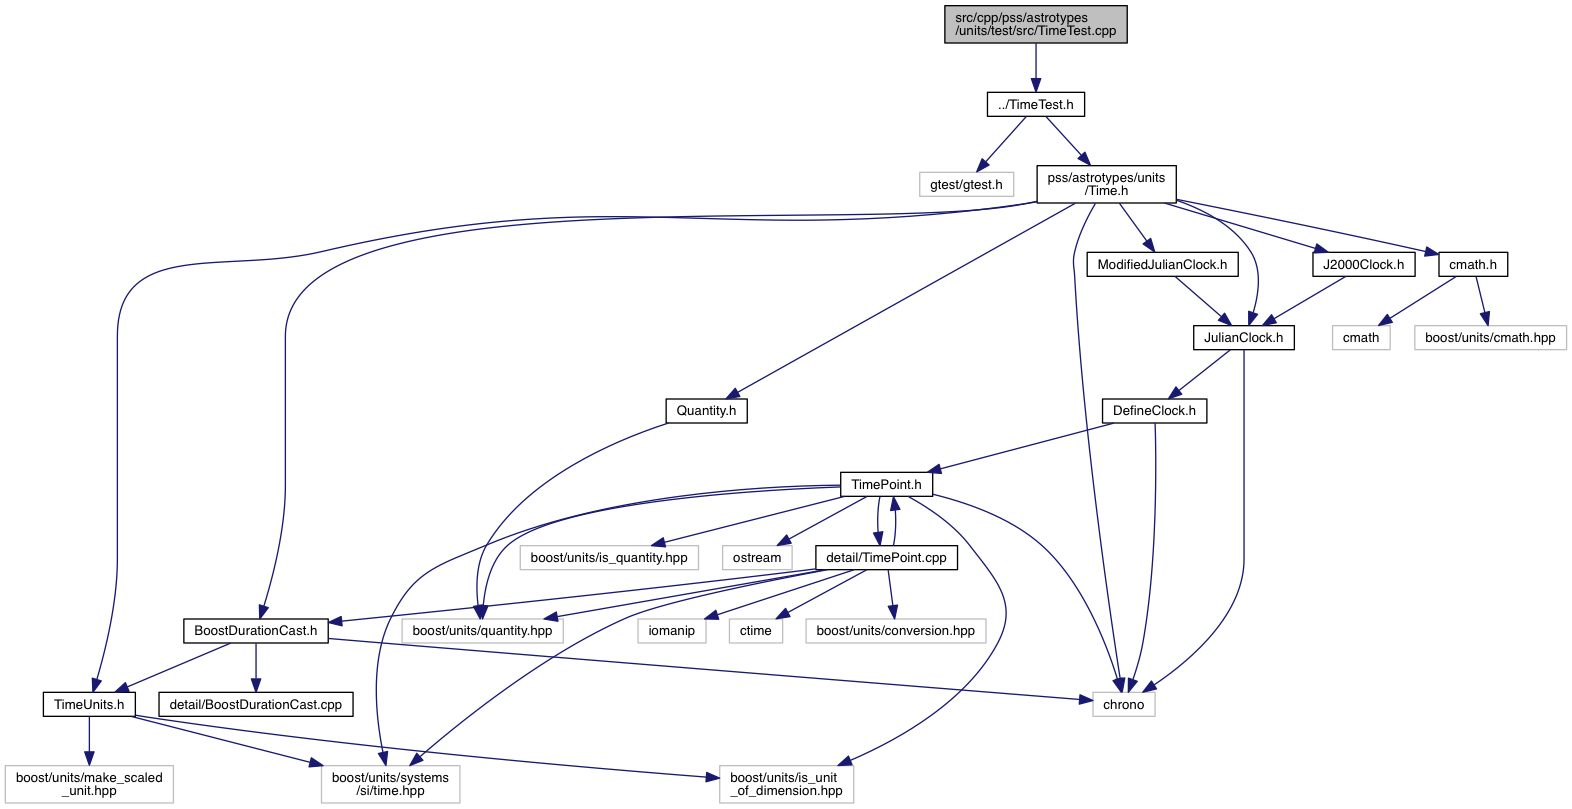 src/cpp/pss/astrotypes
/units/test/src/TimeTest.cpp
../TimeTest.h
gtest/gtest.h
pss/astrotypes/units
/Time.h
ModifiedJulianClock.h
J2000Clock.h
cmath.h
JulianClock.h
cmath
boost/units/cmath.hpp
Quantity.h
DefineClock.h
TimePoint.h
boost/units/is_quantity.hpp
ostream
detail/TimePoint.cpp
BoostDurationCast.h
boost/units/quantity.hpp
iomanip
ctime
boost/units/conversion.hpp
TimeUnits.h
detail/BoostDurationCast.cpp
chrono
boost/units/make_scaled
_unit.hpp
boost/units/systems
/si/time.hpp
boost/units/is_unit
_of_dimension.hpp